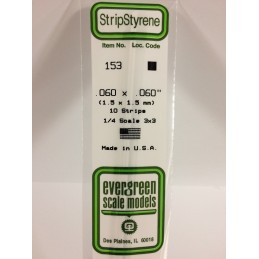 StripStyrene
Item No. Loc. Code
153
.060 x .060"
(1.5 x 1.5 mm)
10 Strips
1/4 Scale 3x3
Made in U.S.A.
evergreen
scale models
Des Plaines, IL 60018